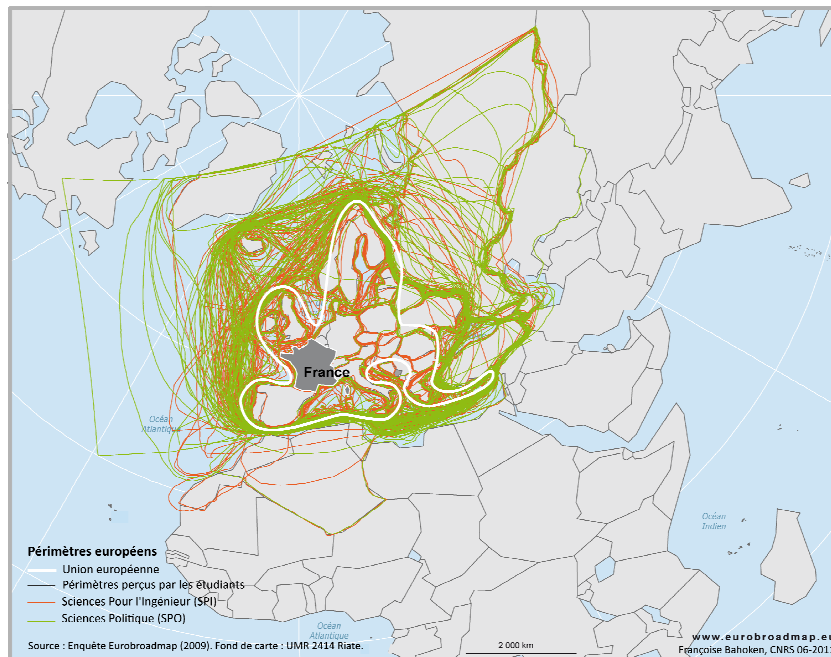 France
Océan
Atlantique
Océan
Indien
Périmètres européens
Union européenne
Périmètres perçus par les étudiants
Sciences Pour l'Ingénieur (SPI)
Sciences Politique (SPO)
Océan
Atlantique
2 000 km
www.eurobroadmap.eu
Source : Enquête Eurobroadmap (2009). Fond de carte : UMR 2414 Riate.
Françoise Bahoken, CNRS 06-2011